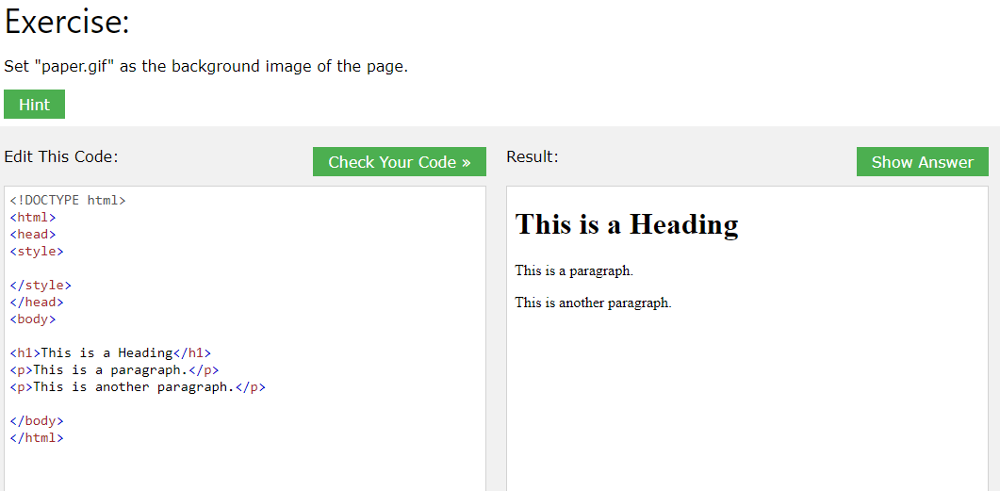 Exercise:
Set "paper.gif" as the background image of the page.
Hint
Edit This Code:
Check Your Code »
<!DOCTYPE html>
<html>
<head>
<style>
</style>
</head>
<body>
<h1>This is a Heading</h1>
<p>This is a paragraph.</p>
<p>This is another paragraph.</p>
</body>
</html>
Result:
Show Answer
This is a Heading
This is a paragraph.
This is another paragraph.